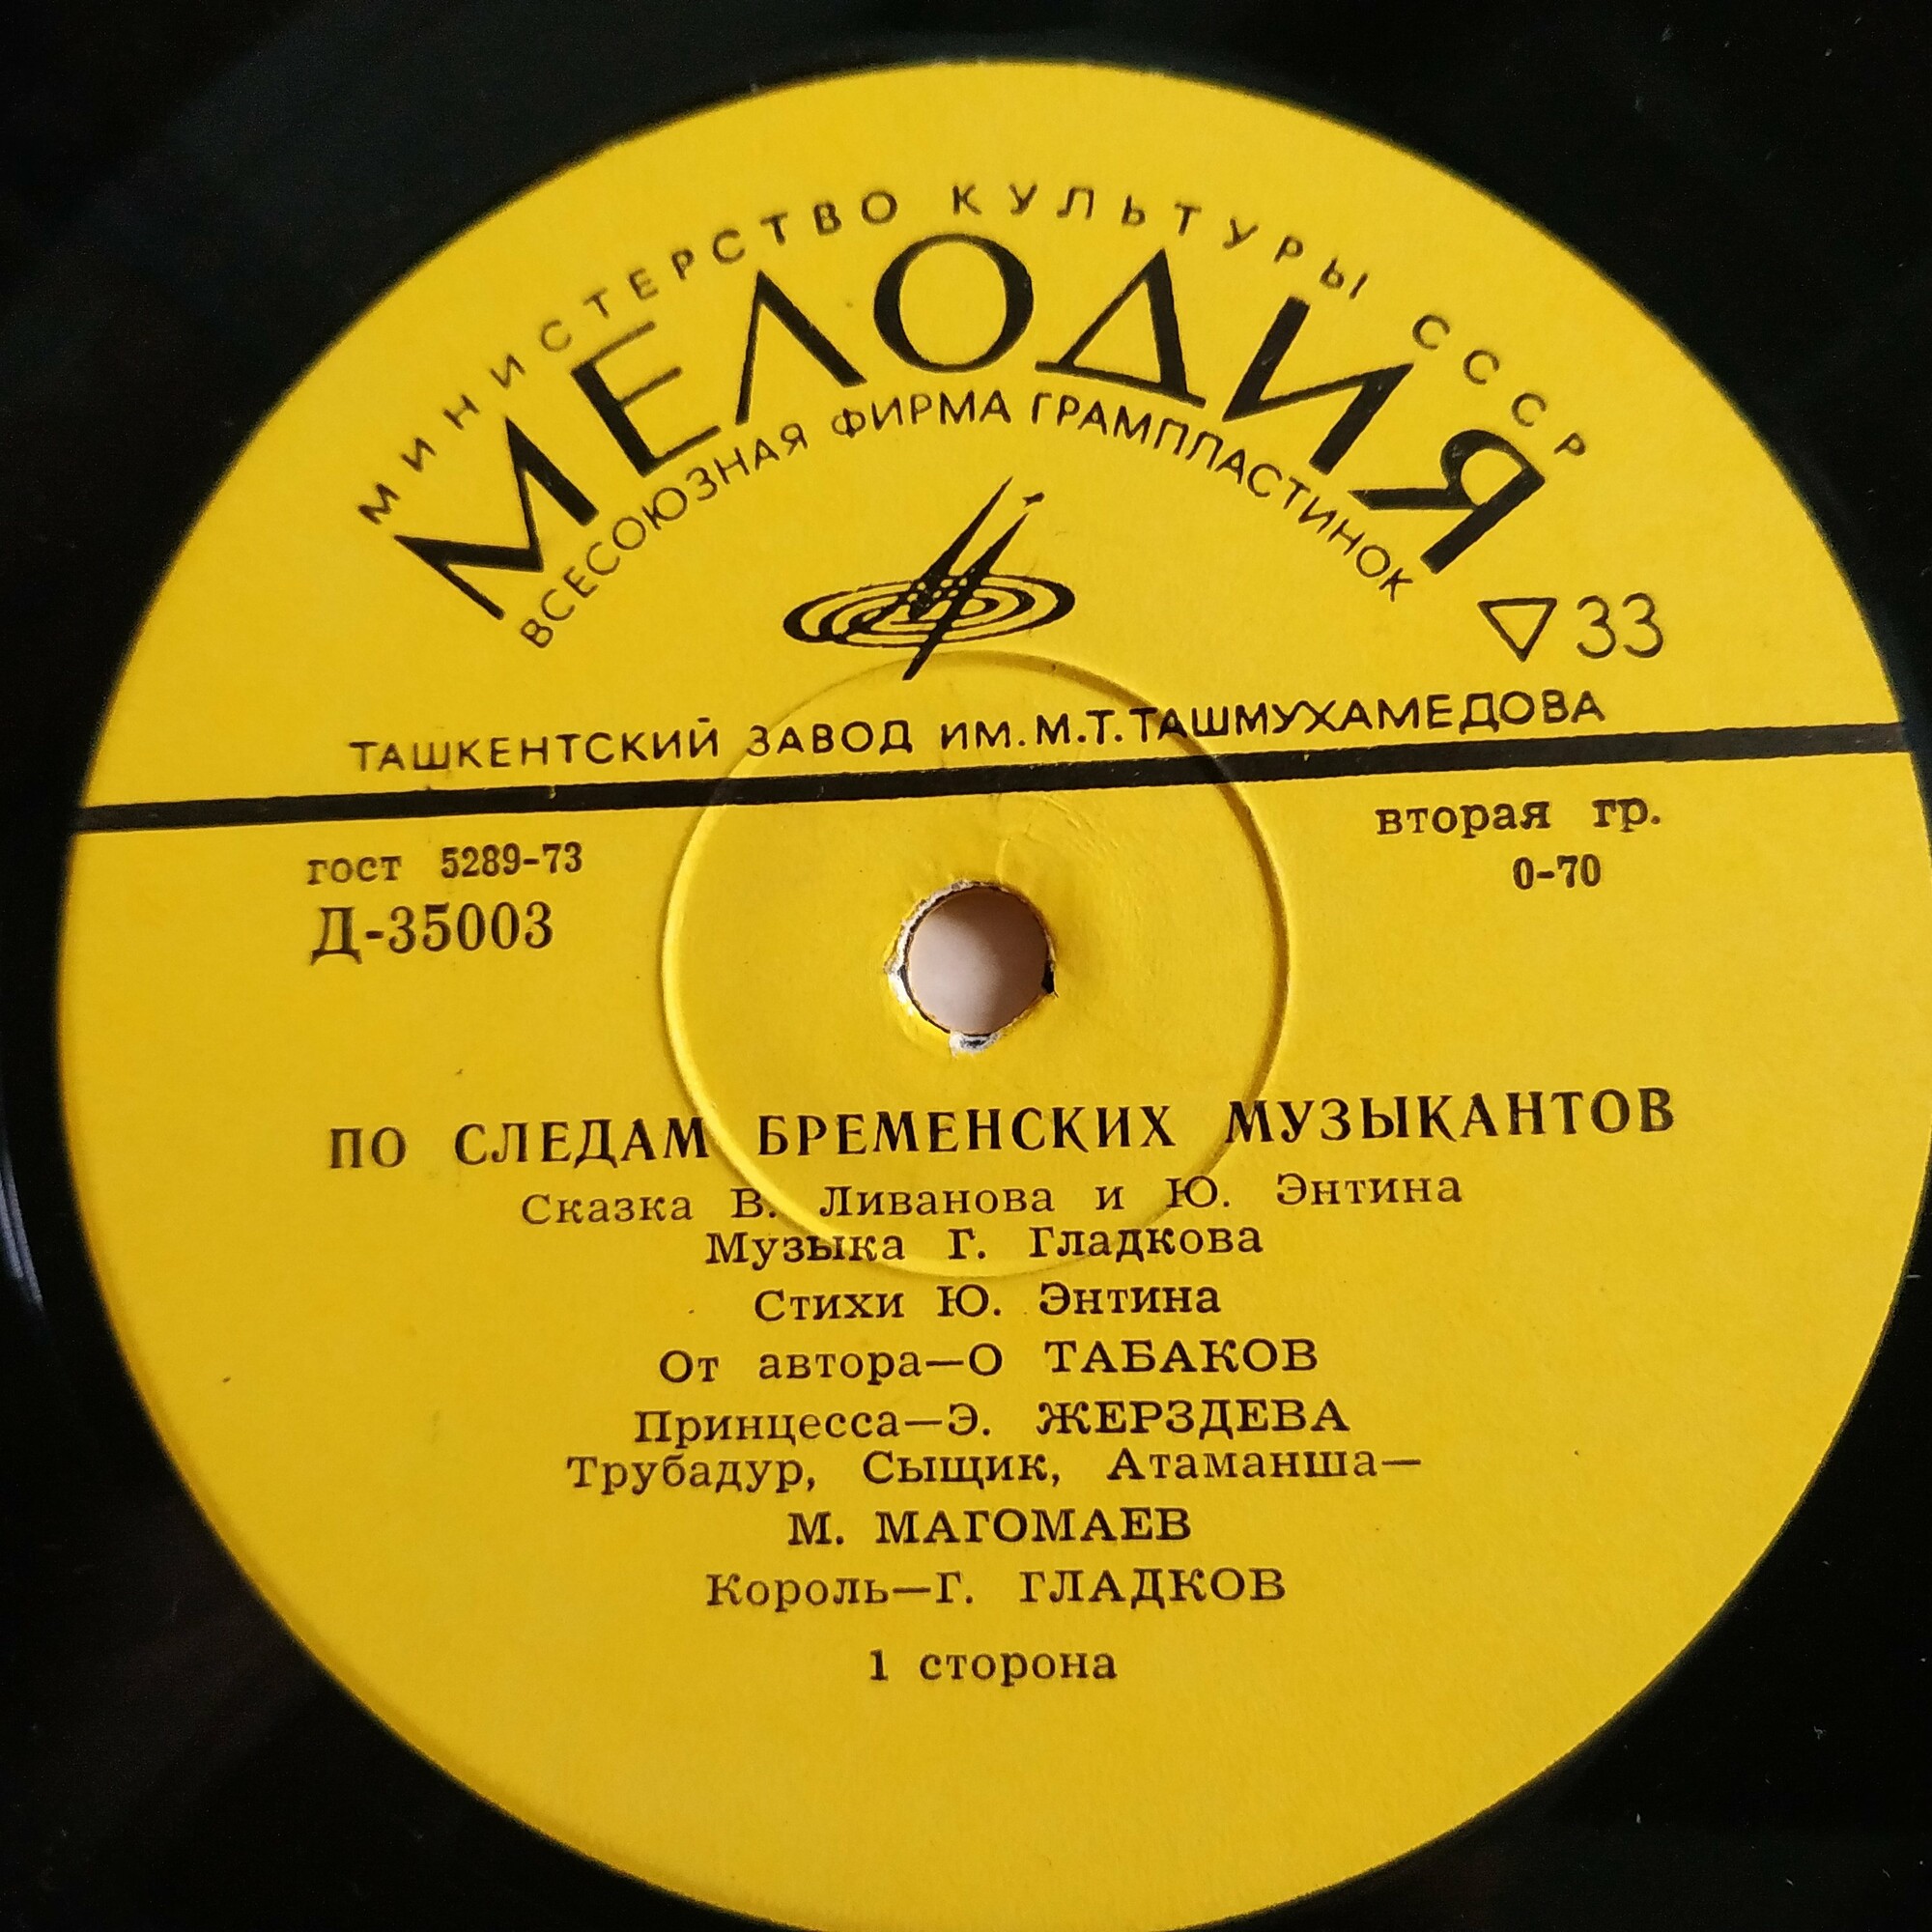 МИНИСТЕРСТВО КУЛЬТУРЫ СССР
МЕЛОДИЯ
ВСЕСОЮЗНАЯ ФИРМА ГРАМПЛАСТИНОК
33
ТАШКЕНТСКИЙ ЗАВОД ИМ. М.Т. ТАШМУХАМЕДОВА
гост 5289-73
вторая гр.
Д-35003
0-70
ПО СЛЕДАМ БРЕМЕНСКИХ МУЗЫКАНТОВ
Сказка В. Ливанова и Ю. Энтина
Музыка Г. Гладкова
Стихи Ю. Энтина
От автора—О ТАБАКОВ
Принцесса—Э. ЖЕРЗДЕВА
Трубадур, Сыщик, Атаманша—
М. МАГОМАЕВ
Король—Г. ГЛАДКОВ
1 сторона